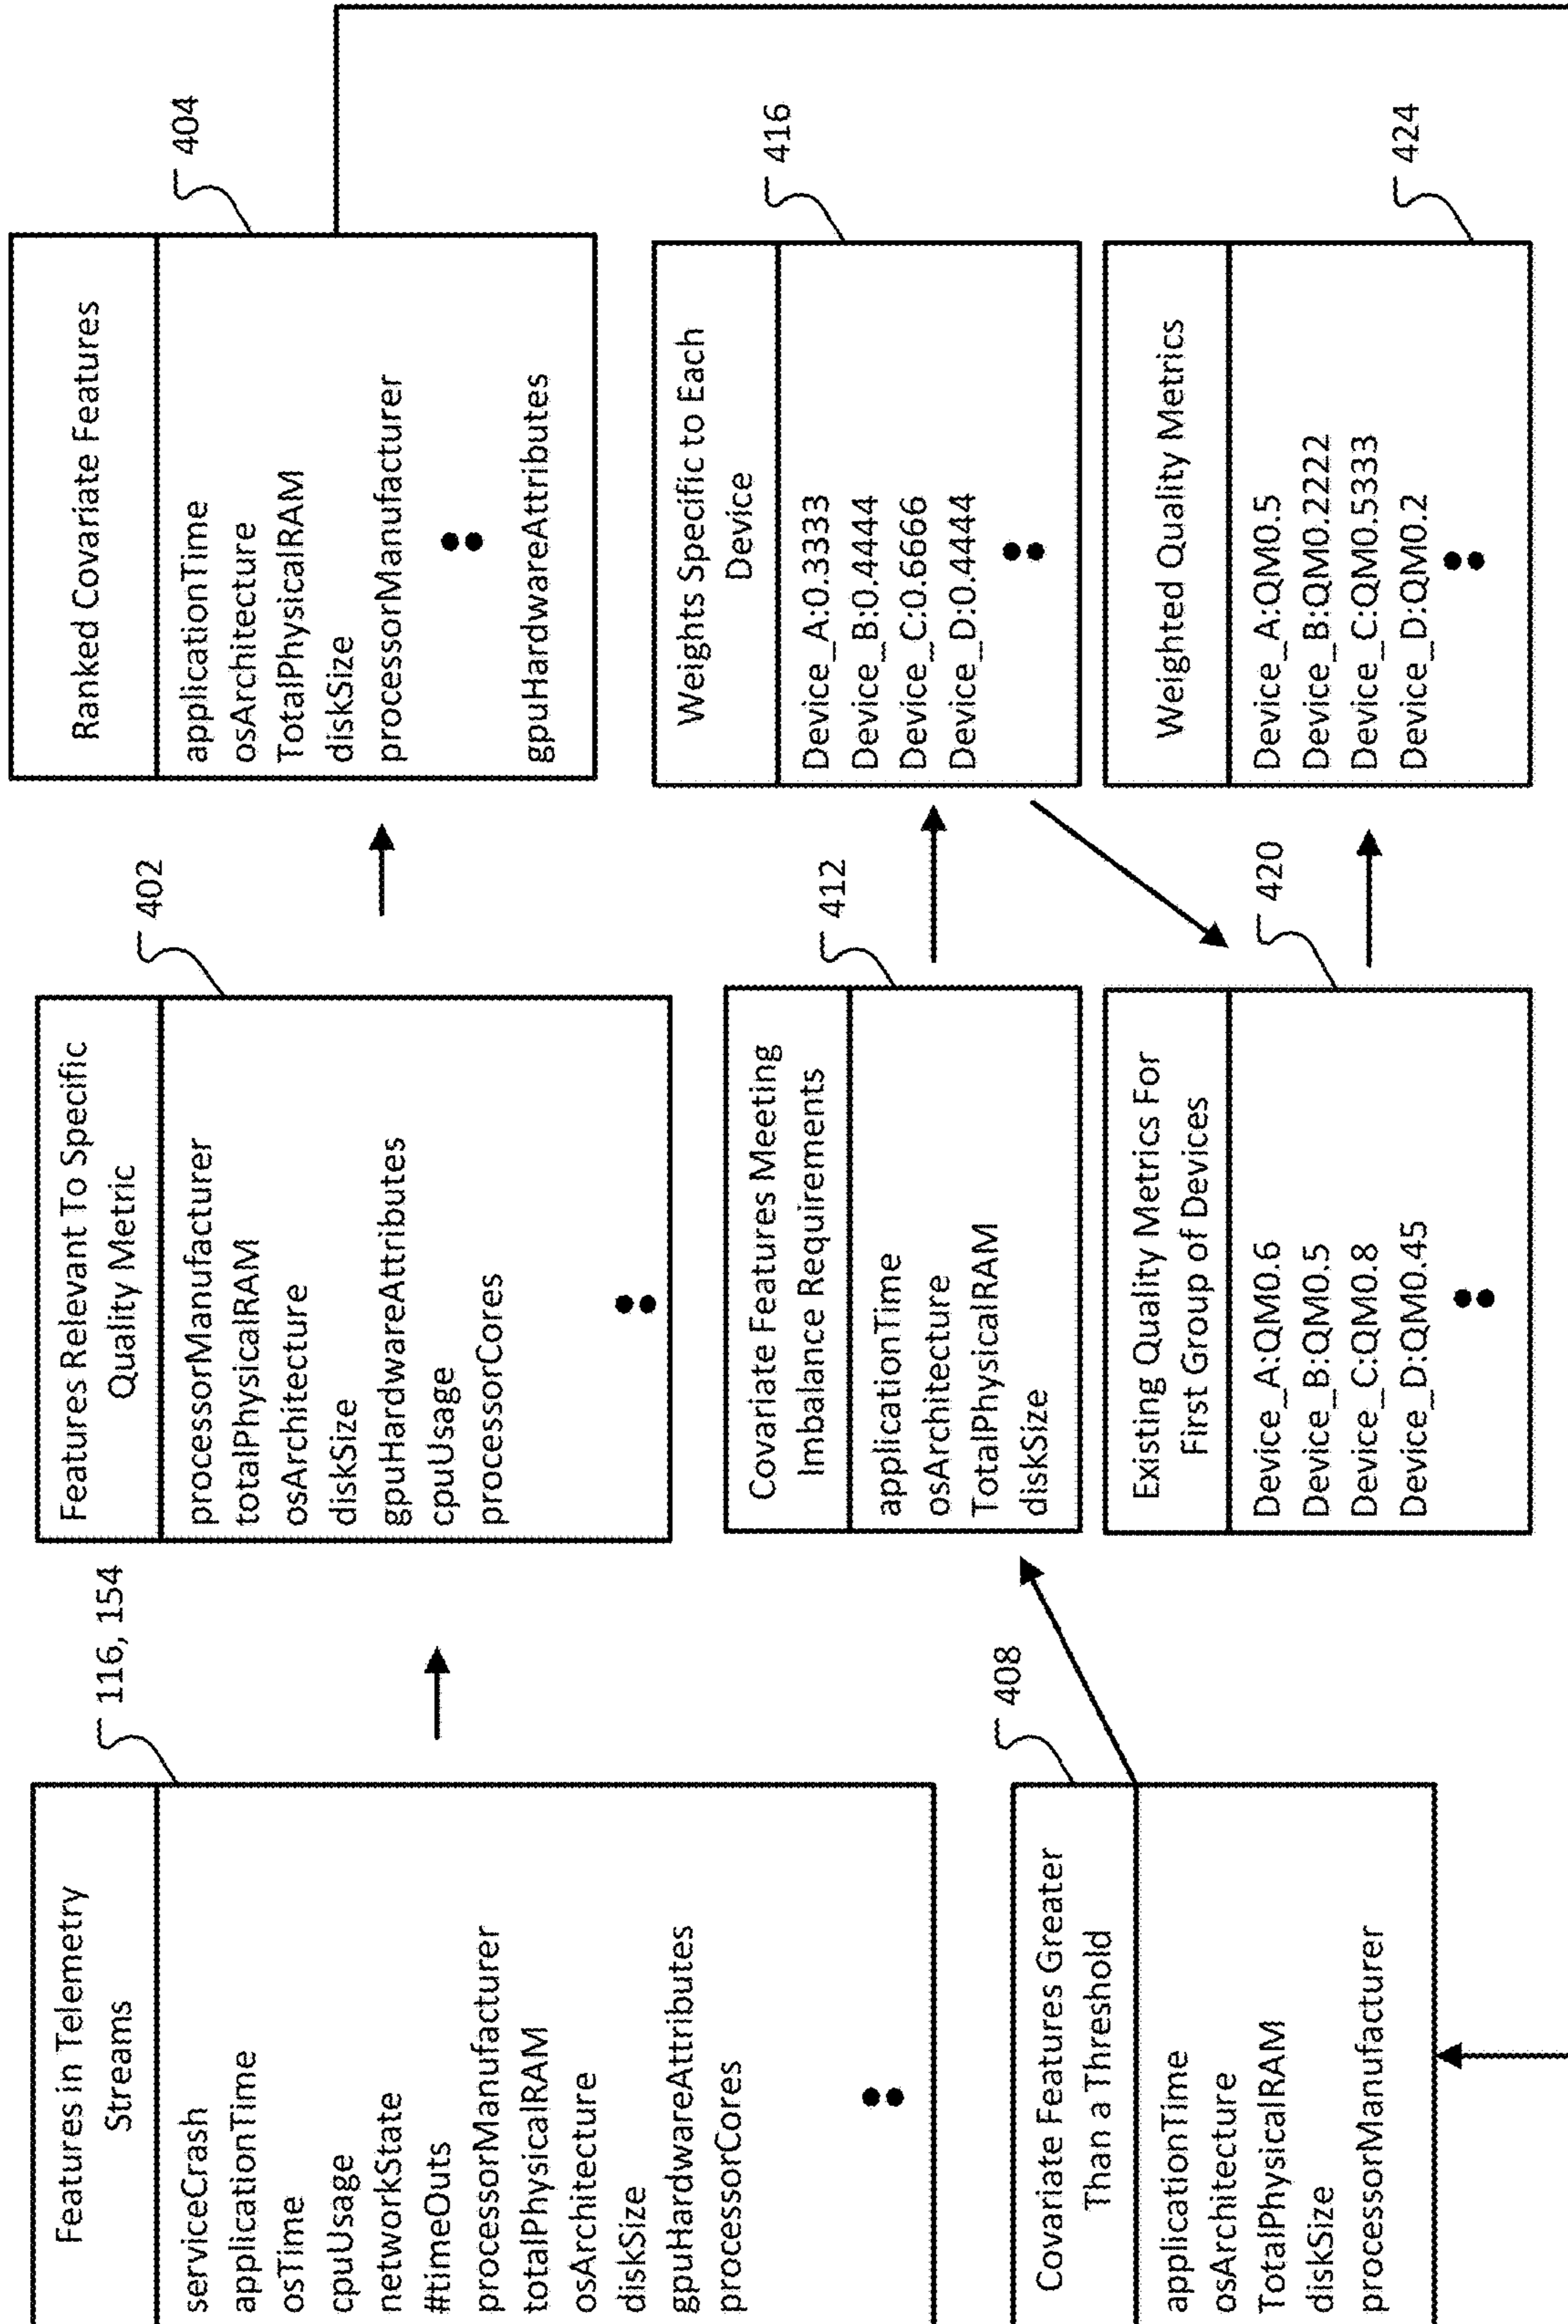 116, 154
Features in Telemetry
Streams
serviceCrash
applicationTime
osTime
cpuUsage
networkState
#timeOuts
processorManufacturer
totalPhysicalRAM
osArchitecture
diskSize
gpuHardwareAttributes
processorCores
402
Features Relevant To Specific
Quality Metric
processorManufacturer
totalPhysicalRAM
osArchitecture
diskSize
gpuHardwareAttributes
cpuUsage
processorCores
404
Ranked Covariate Features
applicationTime
osArchitecture
TotalPhysicalRAM
diskSize
processorManufacturer
gpuHardwareAttributes
408
Covariate Features Greater
Than a Threshold
applicationTime
osArchitecture
TotalPhysicalRAM
diskSize
processorManufacturer
412
Covariate Features Meeting
Imbalance Requirements
applicationTime
osArchitecture
TotalPhysicalRAM
diskSize
416
Weights Specific to Each
Device
Device_A:0.3333
Device_B:0.4444
Device_C:0.6666
Device_D:0.4444
420
Existing Quality Metrics For
First Group of Devices
Device_A:QM0.6
Device_B:QM0.5
Device_C:QM0.8
Device_D:QM0.45
424
Weighted Quality Metrics
Device_A:QM0.5
Device_B:QM0.2222
Device_C:QM0.5333
Device_D:QM0.2